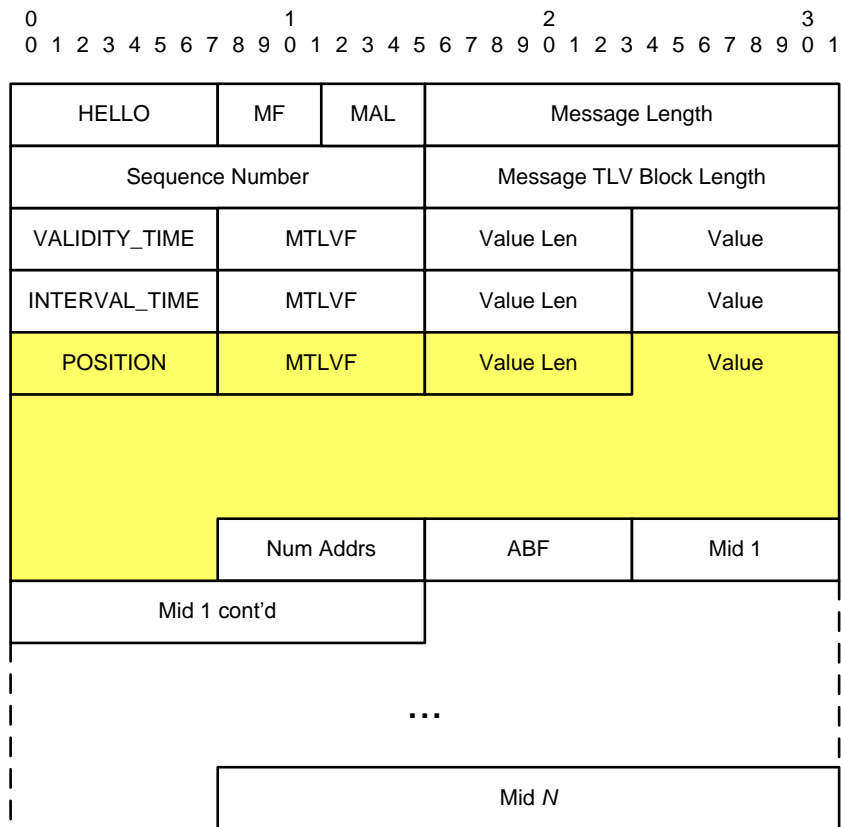 0 1 2 3
0 1 2 3 4 5 6 7 8 9 0 1 2 3 4 5 6 7 8 9 0 1 2 3 4 5 6 7 8 9 0 1
HELLO MF MAL Message Length
Sequence Number Message TLV Block Length
VALIDITY_TIME MTLVF Value Len Value
INTERVAL_TIME MTLVF Value Len Value
POSITION MTLVF Value Len Value
Num Addrs ABF Mid 1
Mid 1 cont'd
...
Mid N